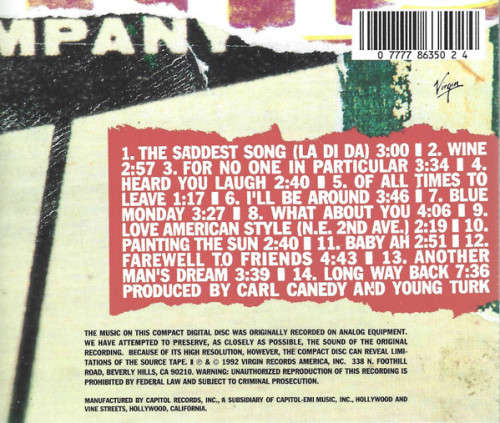 MPANY
0 7777 86350 2 4
Virgin
1. THE SADDEST SONG (LA DI DA) 3:00 ▮ 2. WINE
2:57 ▮ 3. FOR NO ONE IN PARTICULAR 3:34 ▮ 4.
HEARD YOU LAUGH 2:40 ▮ 5. OF ALL TIMES TO
LEAVE 1:17 ▮ 6. I'LL BE AROUND 3:46 ▮ 7. BLUE
MONDAY 3:27 ▮ 8. WHAT ABOUT YOU 4:06 ▮ 9.
LOVE AMERICAN STYLE (N.E. 2ND AVE.) 2:19 ▮ 10.
PAINTING THE SUN 2:40 ▮ 11. BABY AH 2:51 ▮ 12.
FAREWELL TO FRIENDS 4:43 ▮ 13. ANOTHER
MAN'S DREAM 3:39 ▮ 14. LONG WAY BACK 7:36
PRODUCED BY CARL CANEDY AND YOUNG TURK
THE MUSIC ON THIS COMPACT DIGITAL DISC WAS ORIGINALLY RECORDED ON ANALOG EQUIPMENT.
WE HAVE ATTEMPTED TO PRESERVE, AS CLOSELY AS POSSIBLE, THE SOUND OF THE ORIGINAL
RECORDING. BECAUSE OF ITS HIGH RESOLUTION, HOWEVER, THE COMPACT DISC CAN REVEAL LIMI-
TATIONS OF THE SOURCE TAPE. ▮ ℗ & © 1992 VIRGIN RECORDS AMERICA, INC. 338 N. FOOTHILL
ROAD, BEVERLY HILLS, CA 90210. WARNING: UNAUTHORIZED REPRODUCTION OF THIS RECORDING IS
PROHIBITED BY FEDERAL LAW AND SUBJECT TO CRIMINAL PROSECUTION.
MANUFACTURED BY CAPITOL RECORDS, INC., A SUBSIDIARY OF CAPITOL-EMI MUSIC, INC., HOLLYWOOD AND
VINE STREETS, HOLLYWOOD, CALIFORNIA.